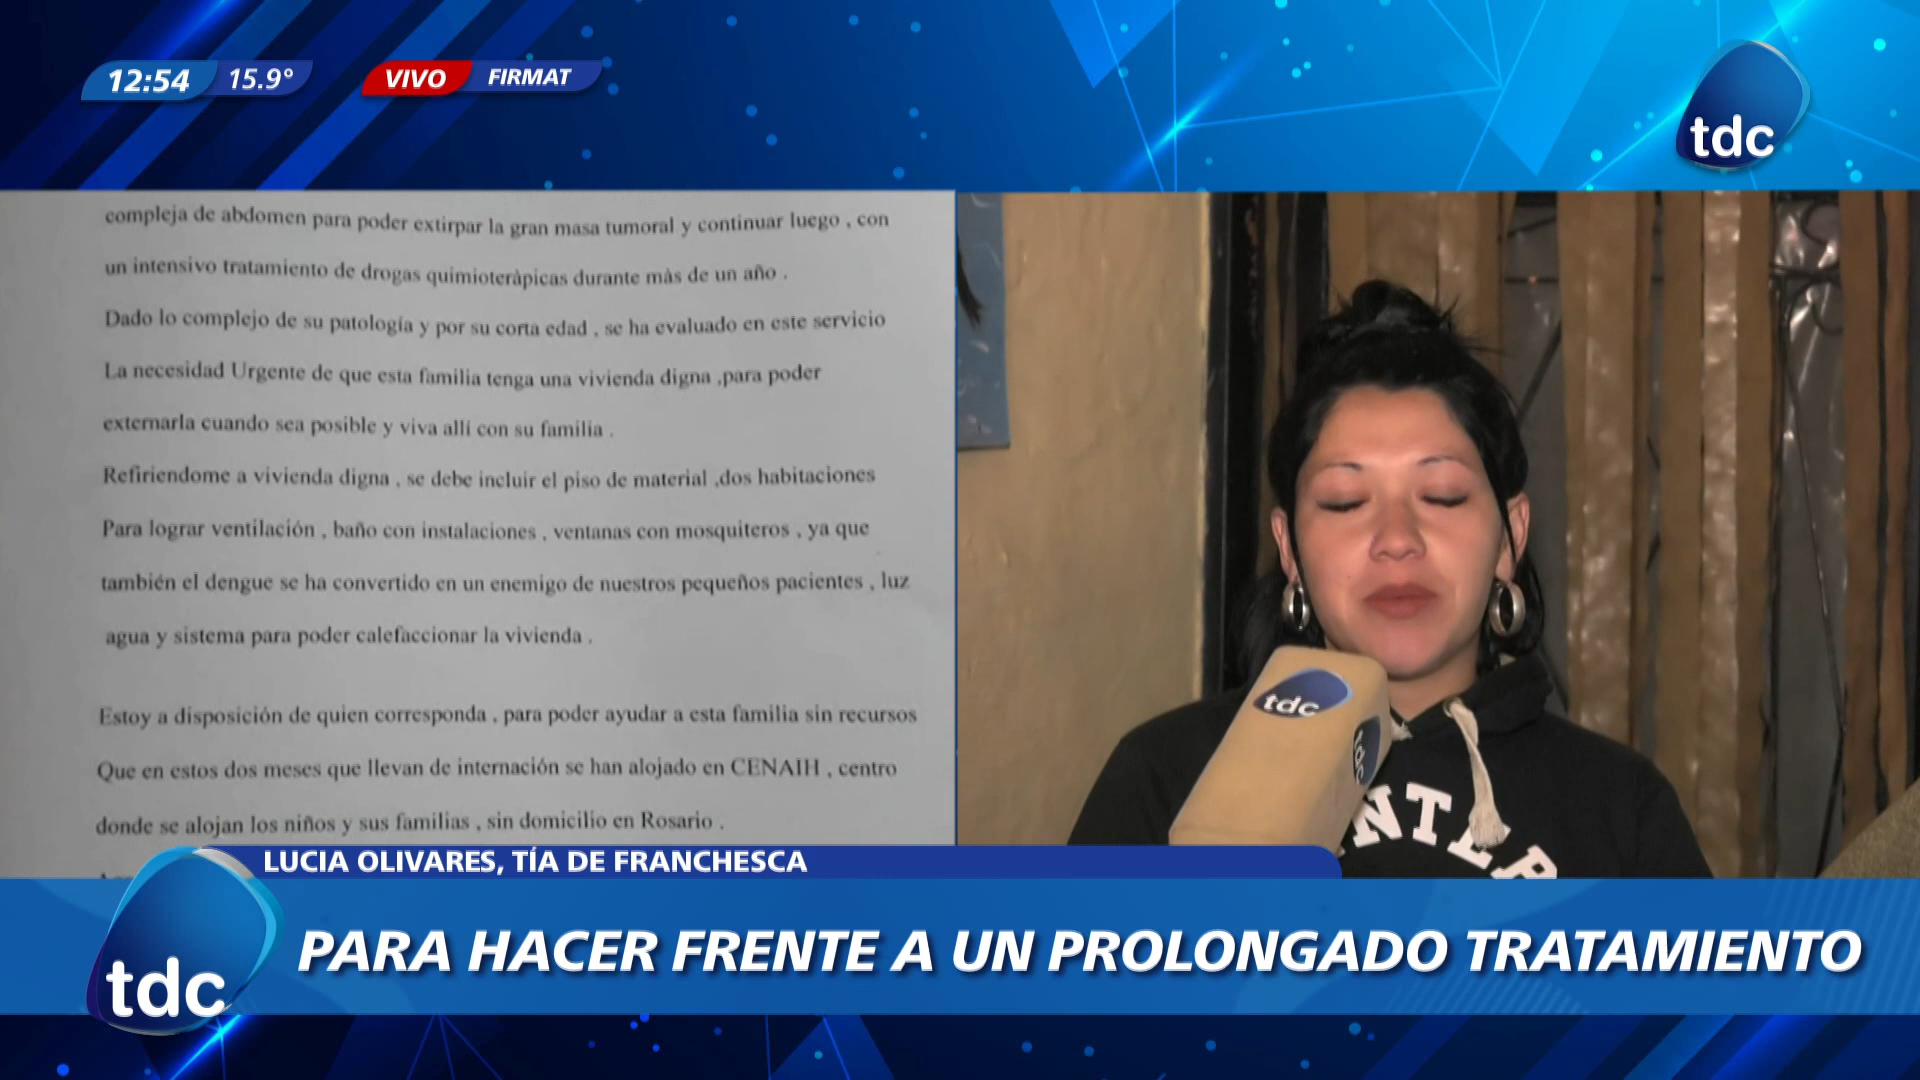 12:54 15.9° VIVO FIRMAT
tdc
compleja de abdomen para poder extirpar la gran masa tumoral y continuar luego , con
un intensivo tratamiento de drogas quimioteràpicas durante màs de un año .
Dado lo complejo de su patología y por su corta edad , se ha evaluado en este servicio
La necesidad Urgente de que esta familia tenga una vivienda digna ,para poder
externarla cuando sea posible y viva allí con su familia .
Refiriendome a vivienda digna , se debe incluir el piso de material ,dos habitaciones
Para lograr ventilación , baño con instalaciones , ventanas con mosquiteros , ya que
también el dengue se ha convertido en un enemigo de nuestros pequeños pacientes , luz
agua y sistema para poder calefaccionar la vivienda .
Estoy a disposición de quien corresponda , para poder ayudar a esta familia sin recursos
Que en estos dos meses que llevan de internación se han alojado en CENAIH , centro
donde se alojan los niños y sus familias , sin domicilio en Rosario .
tdc
tdc
LUCIA OLIVARES, TÍA DE FRANCHESCA
PARA HACER FRENTE A UN PROLONGADO TRATAMIENTO
tdc